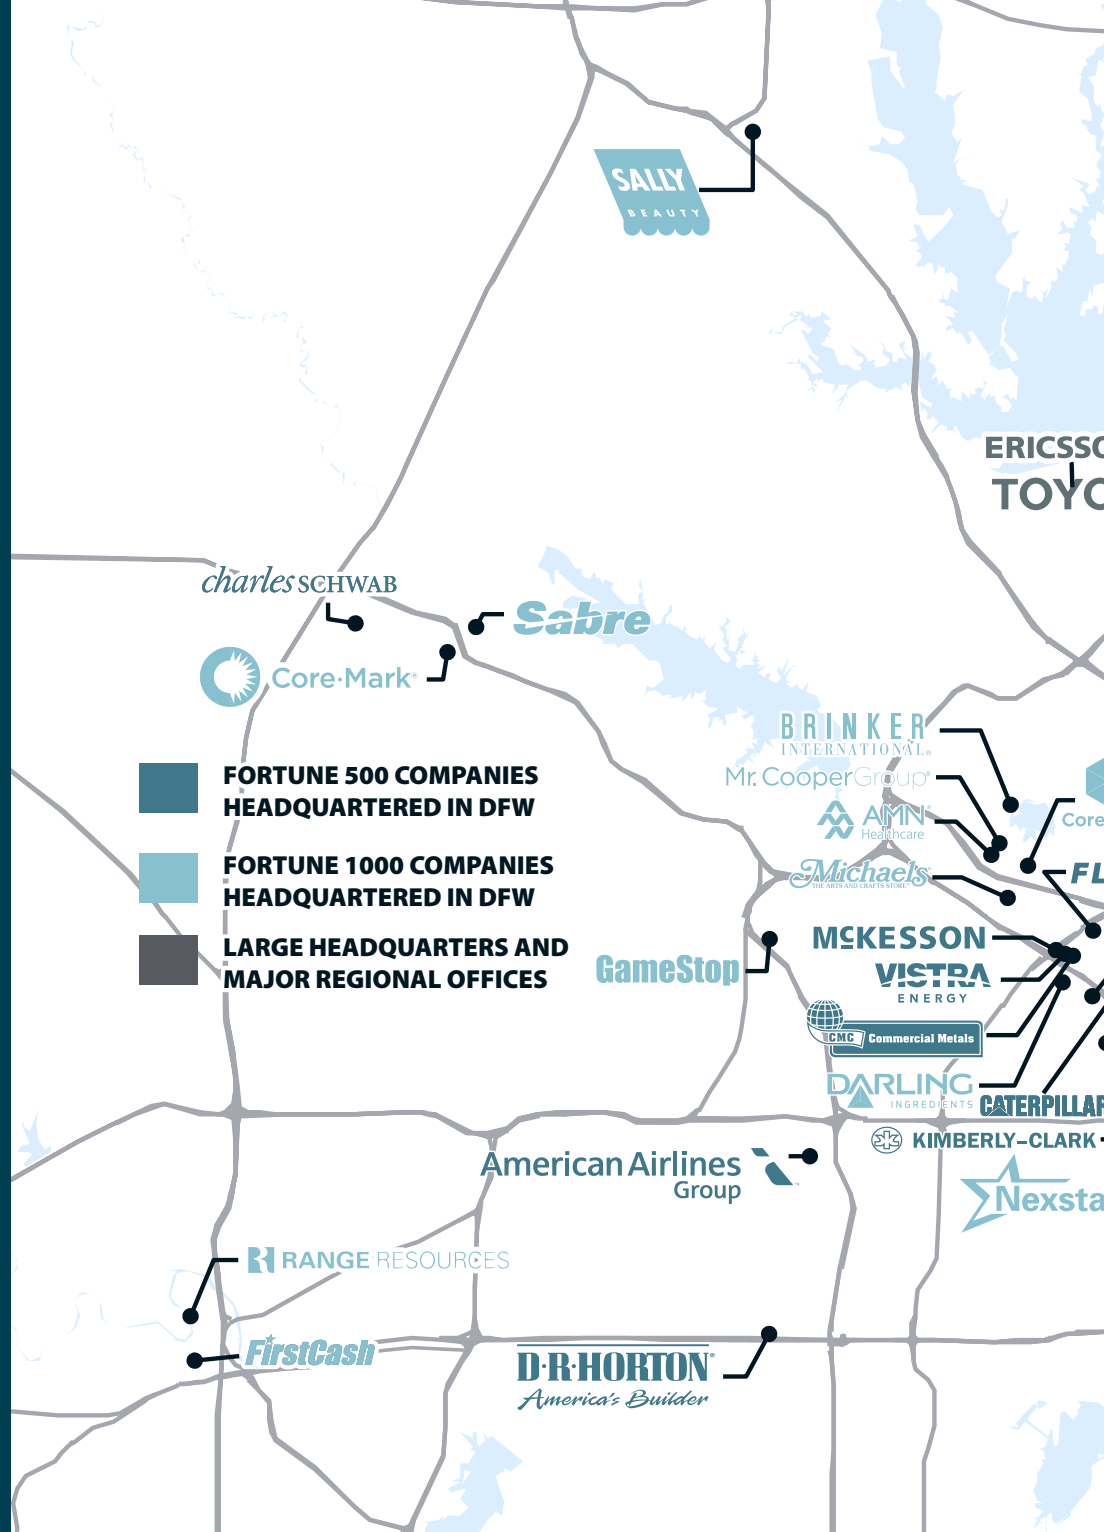 SALLY
BEAUTY
ERICSSO
TOYO
charles SCHWAB
Sabre
Core-Mark®
BRINKER
INTERNATIONAL®
Mr. Cooper Group®
AMN®
Healthcare
Core
Michaels®
THE ARTS AND CRAFTS STORE™
FL
FORTUNE 500 COMPANIES
HEADQUARTERED IN DFW
FORTUNE 1000 COMPANIES
HEADQUARTERED IN DFW
LARGE HEADQUARTERS AND
MAJOR REGIONAL OFFICES
GameStop
MCKESSON
VISTRA
ENERGY
CMC Commercial Metals
DARLING
INGREDIENTS
CATERPILLAR
KIMBERLY-CLARK
American Airlines
Group
Nexsta
RANGE RESOURCES
FirstCash
D·R·HORTON®
America's Builder